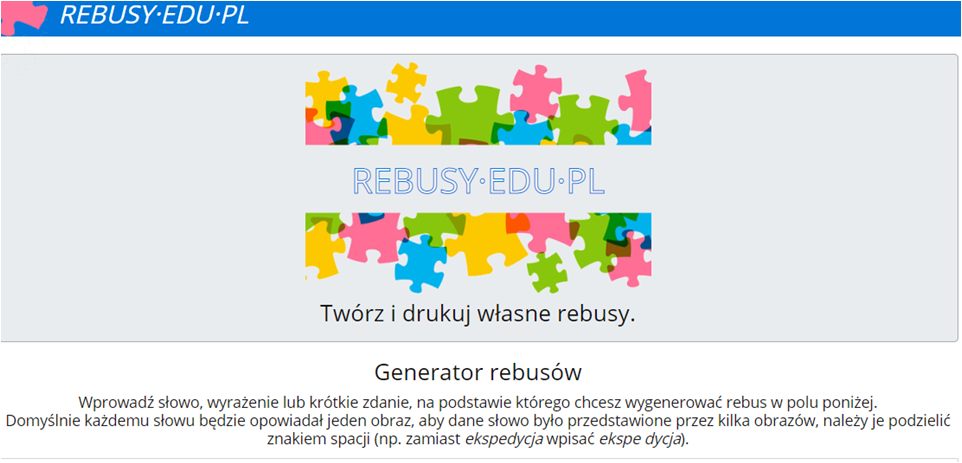 REBUSY·EDU·PL
REBUSY·EDU·PL
Twórz i drukuj własne rebusy.
Generator rebusów
Wprowadź słowo, wyrażenie lub krótkie zdanie, na podstawie którego chcesz wygenerować rebus w polu poniżej.
Domyślnie każdemu słowu będzie opowiadał jeden obraz, aby dane słowo było przedstawione przez kilka obrazów, należy je podzielić
znakiem spacji (np. zamiast ekspedycja wpisać ekspe dycja).